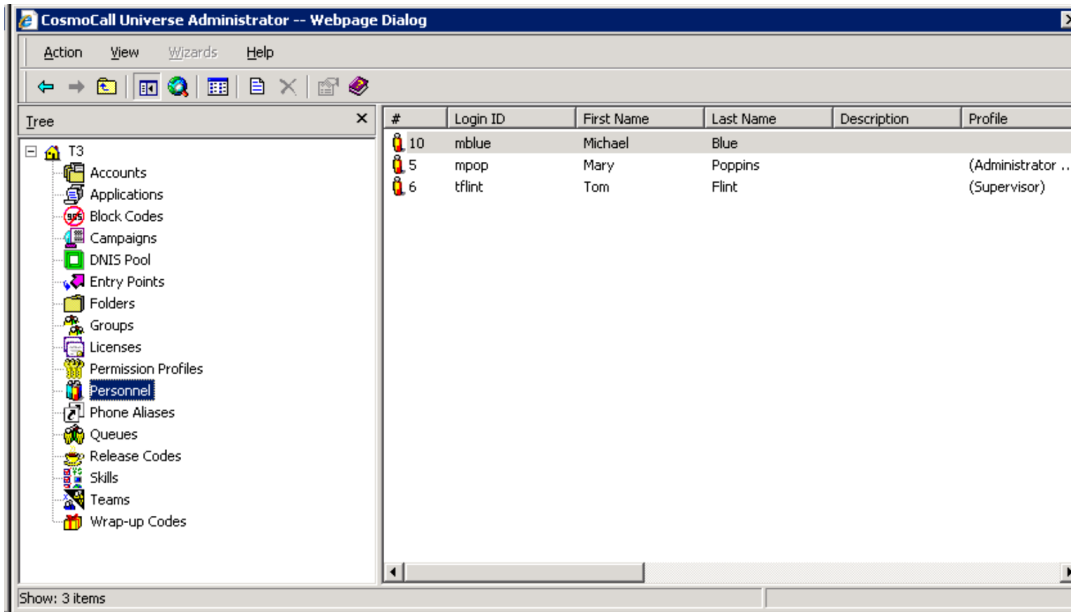 CosmoCall Universe Administrator -- Webpage Dialog
Action View Wizards Help
Tree
# Login ID First Name Last Name Description Profile
T3
Accounts
Applications
Block Codes
Campaigns
DNIS Pool
Entry Points
Folders
Groups
Licenses
Permission Profiles
Personnel
Phone Aliases
Queues
Release Codes
Skills
Teams
Wrap-up Codes
10 mblue Michael Blue
5 mpop Mary Poppins (Administrator ..
6 tflint Tom Flint (Supervisor)
Show: 3 items